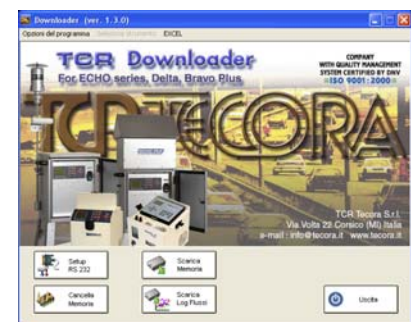 Downloader (ver. 1.3.0)
Opzioni del programma Seleziona strumento EXCEL
TCR Downloader
For ECHO series, Delta, Bravo Plus
COMPANY
WITH QUALITY MANAGEMENT
SYSTEM CERTIFIED BY DNV
=ISO 9001:2000=
TCR TECORA
TCR Tecora S.r.l.
Via Volta 22 Corsico (MI) Italia
e-mail : info@tecora.it www.tecora.it
Setup
RS 232
Scarica
Memoria
Cancella
Memoria
Scarica
Log Flussi
Uscita